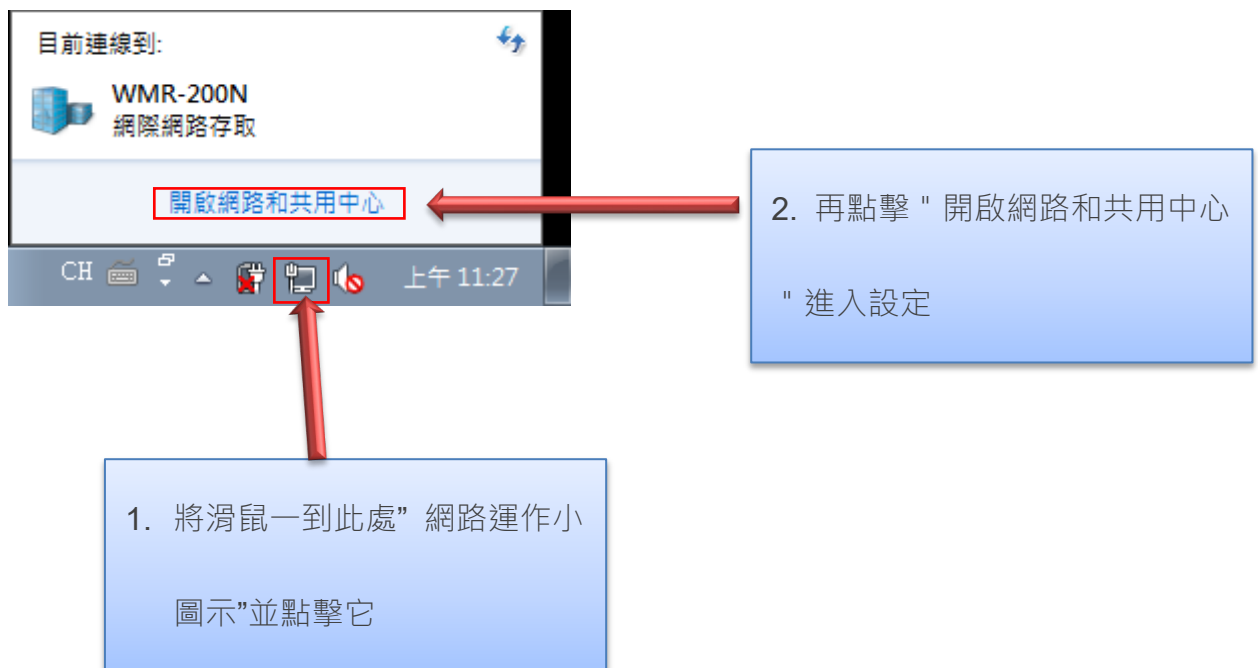 目前連線到:
WMR-200N
網際網路存取
開啟網路和共用中心
CH
上午 11:27
2. 再點擊 " 開啟網路和共用中心
" 進入設定
1. 將滑鼠一到此處” 網路運作小
圖示”並點擊它